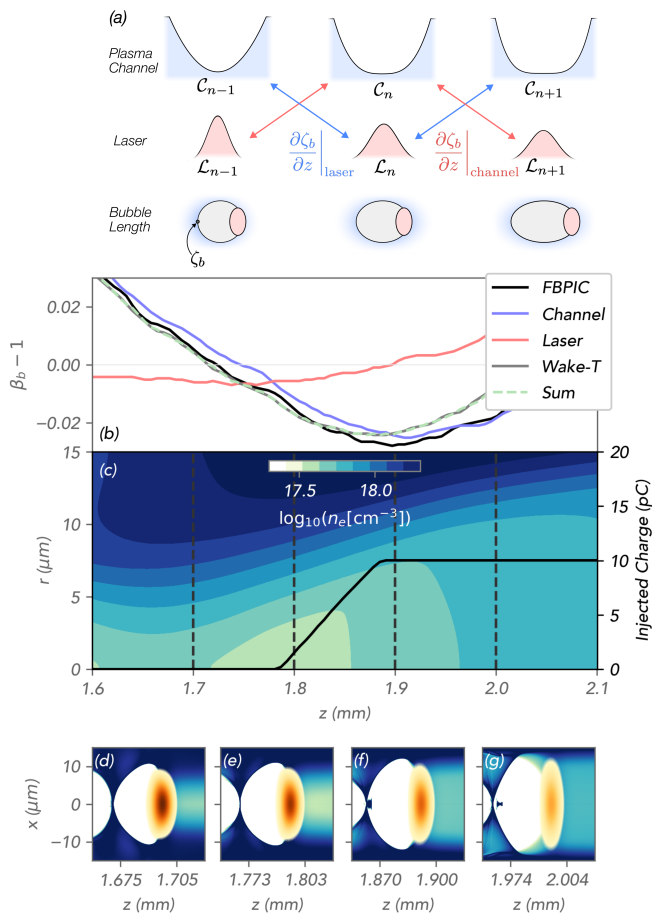 (a)
Plasma
Channel
𝒞ₙ₋₁ 𝒞ₙ 𝒞ₙ₊₁
Laser
∂ζ_b/∂z |laser ∂ζ_b/∂z |channel
ℒₙ₋₁ ℒₙ ℒₙ₊₁
Bubble
Length
ζ_b
FBPIC
Channel
Laser
Wake-T
Sum
0.02
0.00
−0.02
β_b − 1
(b)
(c)
17.5 18.0
log₁₀(nₑ[cm⁻³])
15
10
5
0
r (μm)
20
15
10
5
0
Injected Charge (pC)
1.6 1.7 1.8 1.9 2.0 2.1
z (mm)
(d) (e) (f) (g)
10
0
−10
x (μm)
1.675 1.705 1.773 1.803 1.870 1.900 1.974 2.004
z (mm) z (mm) z (mm) z (mm)